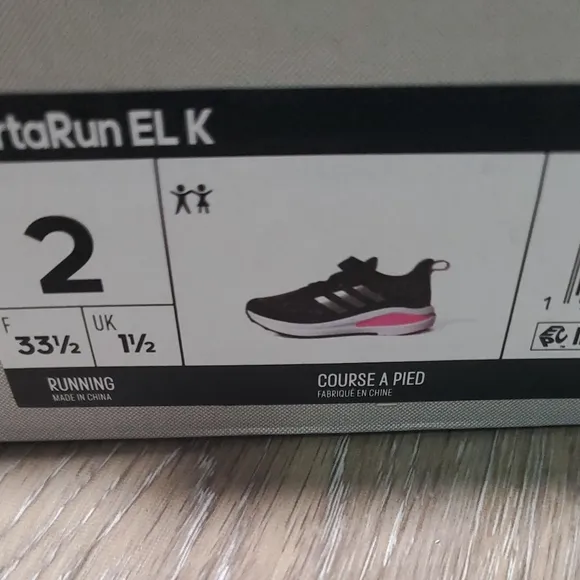 rtaRun EL K
2
F 33½
UK 1½
1
RUNNING
MADE IN CHINA
COURSE A PIED
FABRIQUÉ EN CHINE